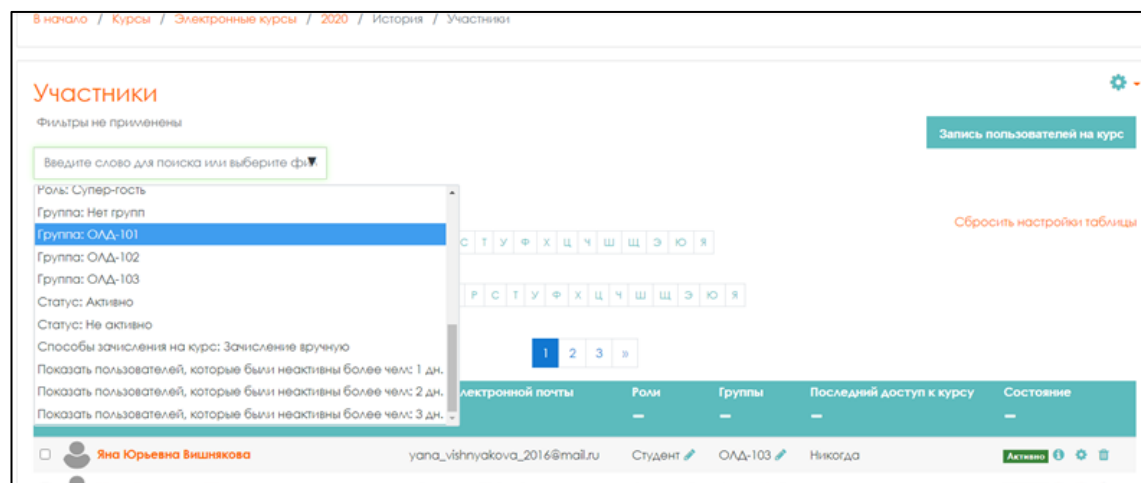 В начало / Курсы / Электронные курсы / 2020 / История / Участники
Участники
Фильтры не применены
Запись пользователей на курс
Введите слово для поиска или выберите фил
Роль: Супер-гость
Группа: Нет групп
Группа: ОЛД-101
Группа: ОЛД-102
Группа: ОЛД-103
Статус: Активно
Статус: Не активно
Способы зачисления на курс: Зачисление вручную
Показать пользователей, которые были неактивны более чем: 1 дн.
Показать пользователей, которые были неактивны более чем: 2 дн.
Показать пользователей, которые были неактивны более чем: 3 дн.
Сбросить настройки таблицы
С Т У Ф Х Ц Ч Ш Щ Э Ю Я
Р С Т У Ф Х Ц Ч Ш Щ Э Ю Я
1 2 3 »
лектронной почты Роли Группы Последний доступ к курсу Состояние
Яна Юрьевна Вишнякова yana_vishnyakova_2016@mail.ru Студент ОЛД-103 Никогда Активно